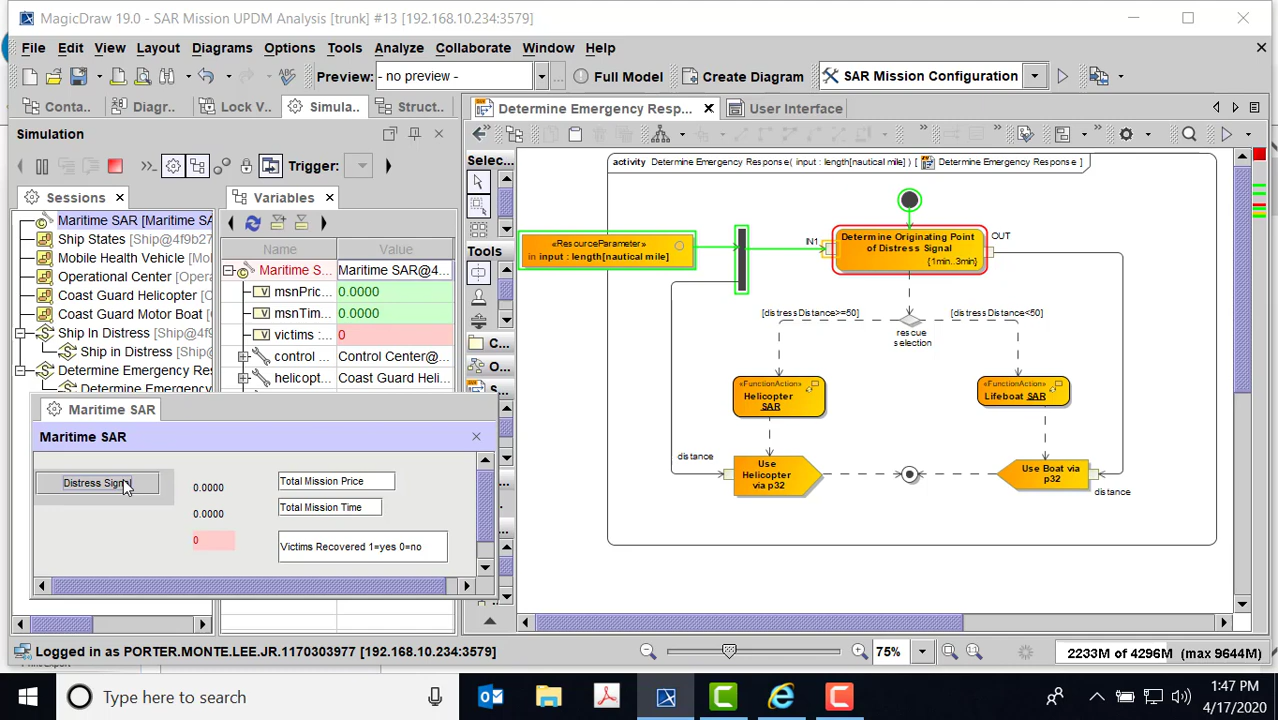 MagicDraw 19.0 - SAR Mission UPDM Analysis [trunk] #13 [192.168.10.234:3579]
File Edit View Layout Diagrams Options Tools Analyze Collaborate Window Help
Preview: - no preview - ... Full Model Create Diagram SAR Mission Configuration
Conta.. Diagr.. Lock V.. Simula.. Struct..
Determine Emergency Resp... User Interface
Simulation
Trigger:
Sessions
Variables
Selec...
Maritime SAR [Maritime SA
Ship States [Ship@4f9b27
Mobile Health Vehicle [
Operational Center [
Coast Guard Helicopter [
Coast Guard Motor Boat [
Ship In Distress [Ship@4f
Ship in Distress [
Determine Emergency Res
Determine Emergency
Name Value
Maritime S... Maritime SAR@4...
msnPric... 0.0000
msnTim... 0.0000
victims : 0
control ... Control Center@...
helicopt... Coast Guard Heli...
Tools
C...
O...
S...
activity Determine Emergency Response( input : length[nautical mile] ) [ Determine Emergency Response ]
«ResourceParameter»
in input : length[nautical mile]
IN1
Determine Originating Point
of Distress Signal
{1min..3min}
OUT
[distressDistance>=50]
[distressDistance<50]
rescue
selection
«FunctionAction»
Helicopter
SAR
«FunctionAction»
Lifeboat SAR
distance
Use
Helicopter
via p32
Use Boat via
p32
distance
Maritime SAR
Maritime SAR
Distress Signal
0.0000
Total Mission Price
0.0000
Total Mission Time
0
Victims Recovered 1=yes 0=no
Logged in as PORTER.MONTE.LEE.JR.1170303977 [192.168.10.234:3579]
75%
2233M of 4296M (max 9644M)
Type here to search
1:47 PM
4/17/2020